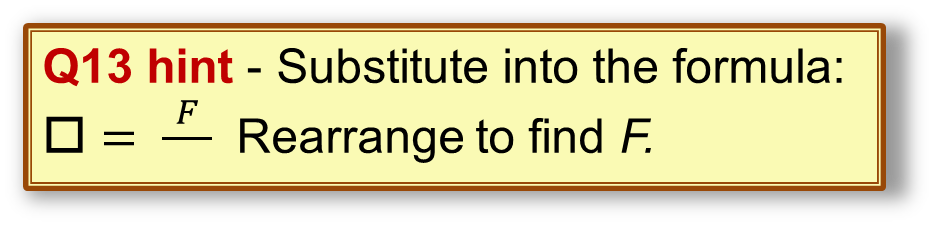 Q13 hint - Substitute into the formula:
□ = F/ Rearrange to find F.